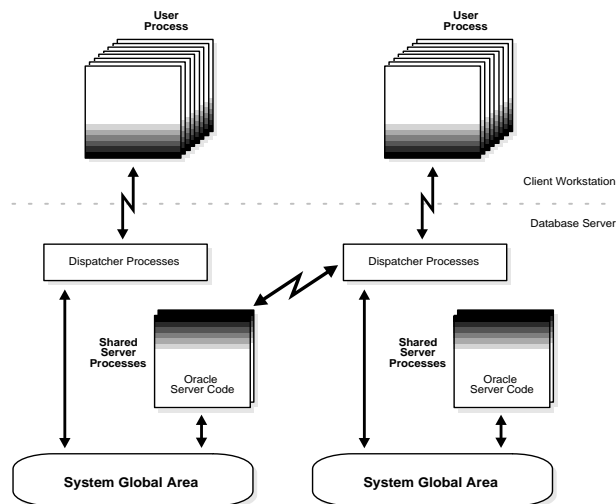 User
Process
User
Process
Client Workstation
Database Server
Dispatcher Processes
Dispatcher Processes
Shared
Server
Processes
Oracle
Server Code
Shared
Server
Processes
Oracle
Server Code
System Global Area
System Global Area